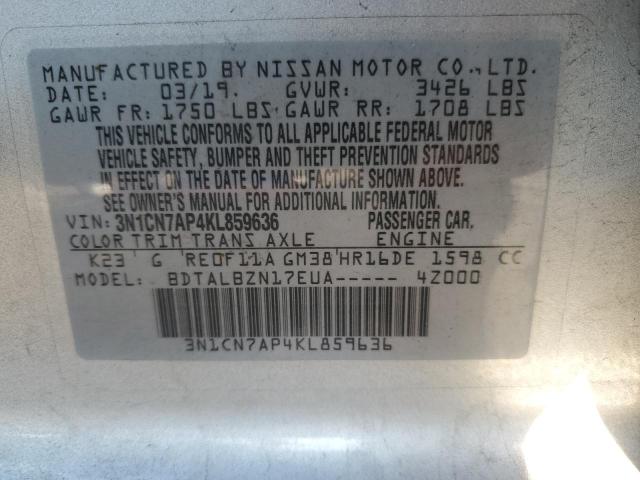 MANUFACTURED BY NISSAN MOTOR CO., LTD.
DATE: 03/19. GVWR: 3426 LBS
GAWR FR: 1750 LBS GAWR RR: 1708 LBS
THIS VEHICLE CONFORMS TO ALL APPLICABLE FEDERAL MOTOR
VEHICLE SAFETY, BUMPER AND THEFT PREVENTION STANDARDS
IN EFFECT ON THE DATE OF MANUFACTURE SHOWN ABOVE.
SEE OWNER'S MANUAL FOR ADDITIONAL INFORMATION.
VIN: 3N1CN7AP4KL859636 PASSENGER CAR.
COLOR TRIM TRANS AXLE ENGINE
K23 G RE0F11A GM38 HR16DE 1598 CC
MODEL: BDTALBZN17EUA----- 4Z000
3N1CN7AP4KL859636